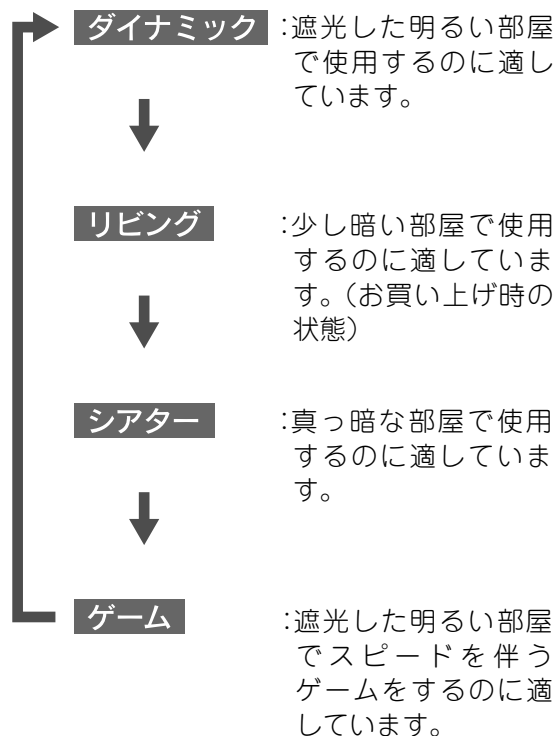 ダイナミック :遮光した明るい部屋
で使用するのに適し
ています。
リビング :少し暗い部屋で使用
するのに適していま
す。(お買い上げ時の
状態)
シアター :真っ暗な部屋で使用
するのに適していま
す。
ゲーム :遮光した明るい部屋
でスピードを伴う
ゲームをするのに適
しています。